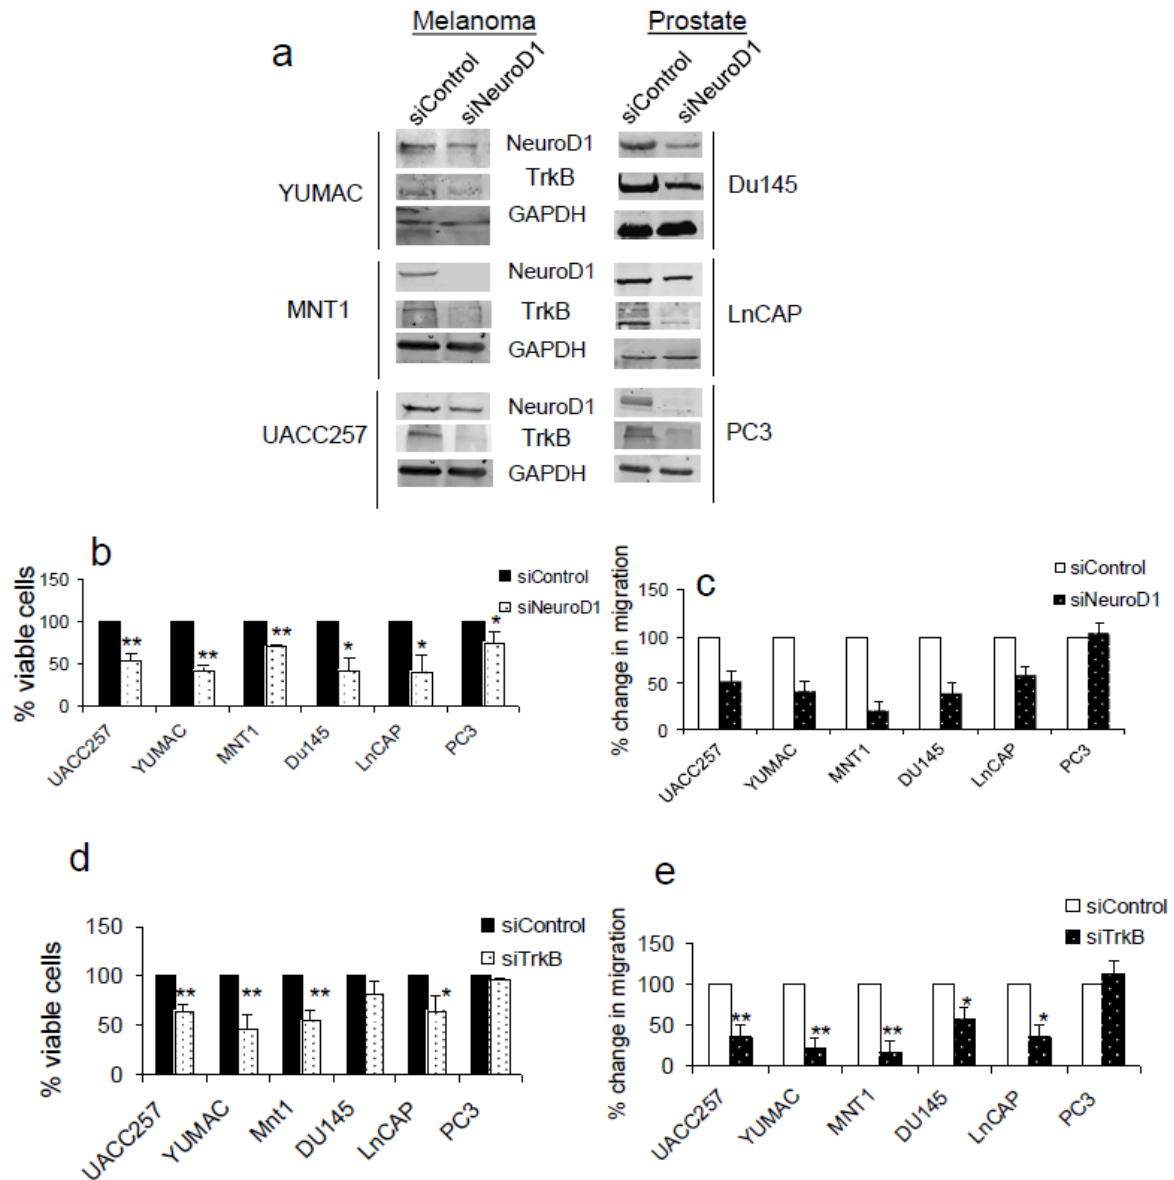 Melanoma
Prostate
a
siControl
siNeuroD1
siControl
siNeuroD1
YUMAC
NeuroD1
TrkB
GAPDH
Du145
MNT1
NeuroD1
TrkB
GAPDH
LnCAP
UACC257
NeuroD1
TrkB
GAPDH
PC3
b
% viable cells
150
100
50
0
siControl
siNeuroD1
**
**
**
*
*
*
UACC257
YUMAC
MNT1
Du145
LnCAP
PC3
c
% change in migration
150
100
50
0
siControl
siNeuroD1
UACC257
YUMAC
MNT1
DU145
LnCAP
PC3
d
% viable cells
150
100
50
0
siControl
siTrkB
**
**
**
*
UACC257
YUMAC
Mnt1
DU145
LnCAP
PC3
e
% change in migration
150
100
50
0
siControl
siTrkB
**
**
**
*
*
UACC257
YUMAC
MNT1
DU145
LnCAP
PC3